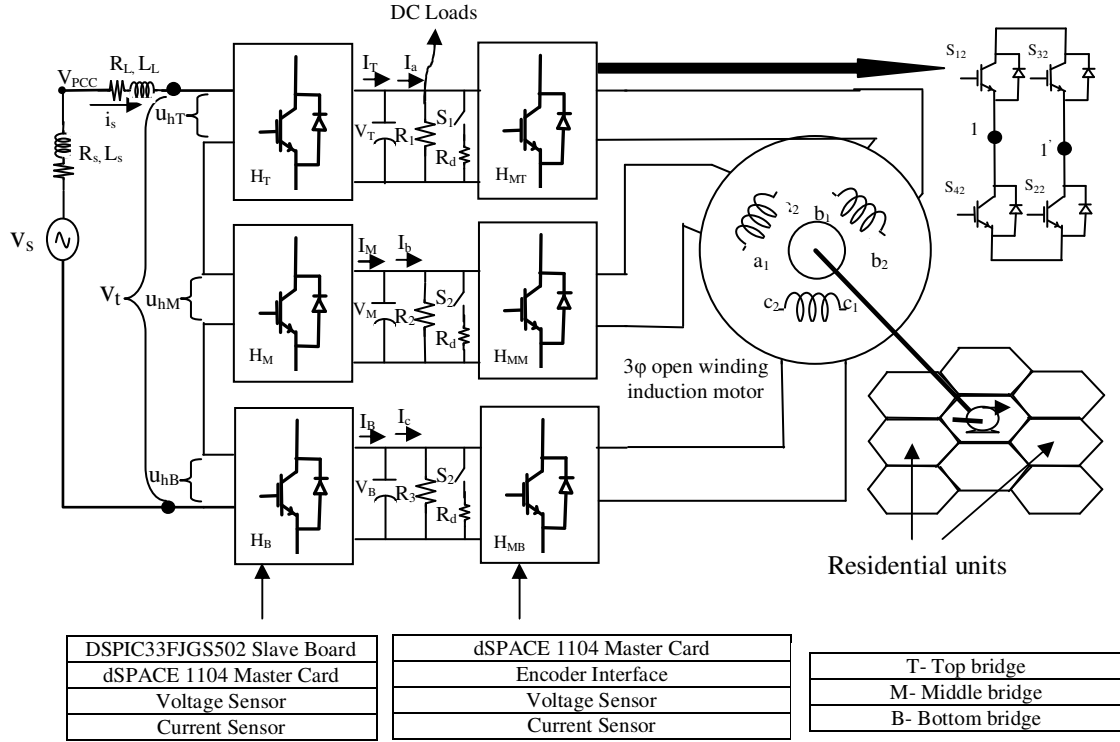 DC Loads
R_L, L_L
V_PCC
i_s
R_s, L_s
V_s
V_t
u_hT
u_hM
u_hB
H_T
I_T
I_a
V_T
R_1
S_1
R_d
H_MT
H_M
I_M
I_b
V_M
R_2
S_2
R_d
H_MM
H_B
I_B
I_c
V_B
R_3
S_2
R_d
H_MB
S_12
S_32
1
1'
S_42
S_22
b_1
a_1
b_2
c_2
c_1
3φ open winding
induction motor
Residential units
DSPIC33FJGS502 Slave Board
dSPACE 1104 Master Card
Voltage Sensor
Current Sensor
dSPACE 1104 Master Card
Encoder Interface
Voltage Sensor
Current Sensor
T- Top bridge
M- Middle bridge
B- Bottom bridge